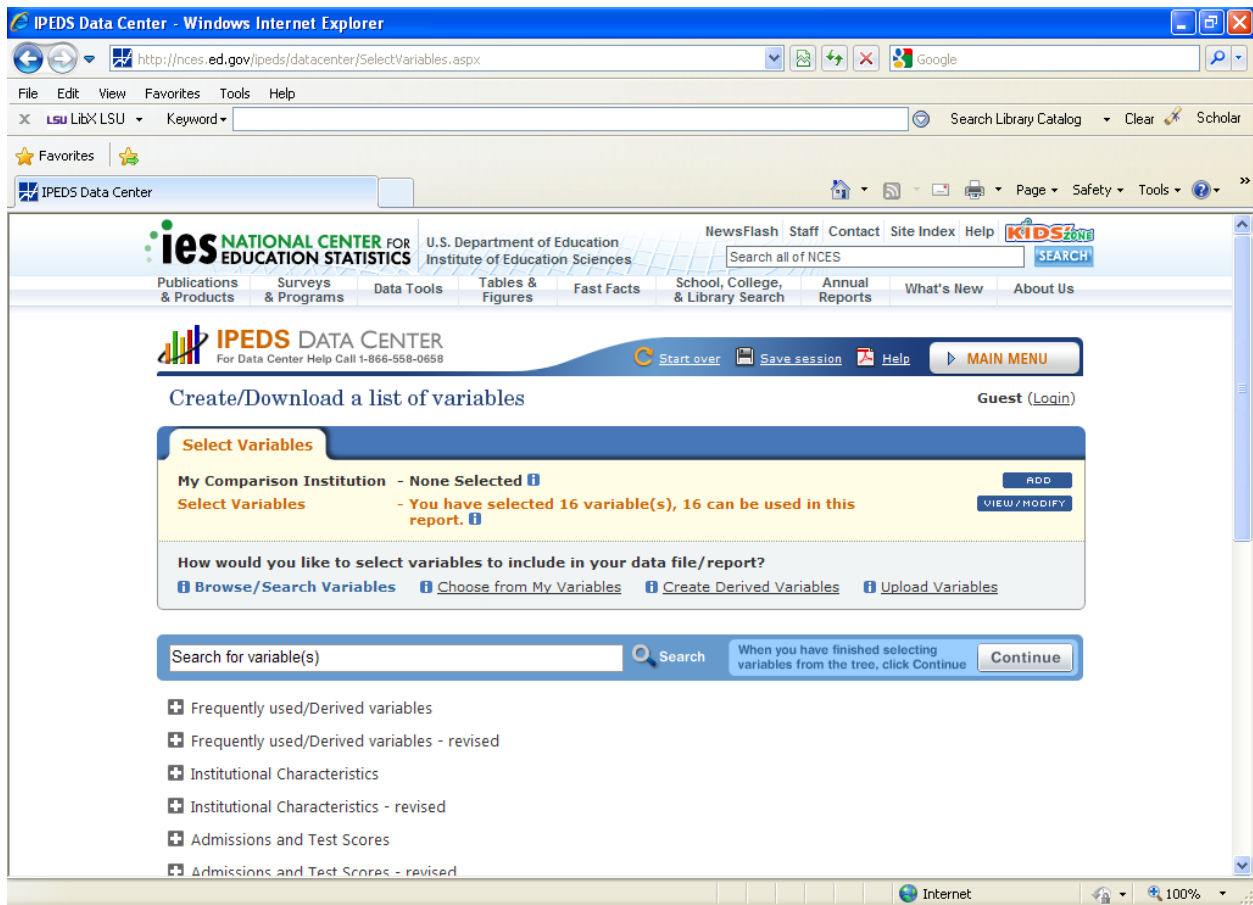 IPEDS Data Center - Windows Internet Explorer
http://nces.ed.gov/ipeds/datacenter/SelectVariables.aspx
Google
File Edit View Favorites Tools Help
X LSU LibX LSU Keyword Search Library Catalog Clear Scholar
Favorites
IPEDS Data Center
Page Safety Tools »
NewsFlash Staff Contact Site Index Help KIDSZONE
ies NATIONAL CENTER FOR EDUCATION STATISTICS
U.S. Department of Education
Institute of Education Sciences
Search all of NCES SEARCH
Publications & Products
Surveys & Programs
Data Tools
Tables & Figures
Fast Facts
School, College, & Library Search
Annual Reports
What's New
About Us
IPEDS DATA CENTER
For Data Center Help Call 1-866-558-0658
Start over Save session Help MAIN MENU
Create/Download a list of variables
Guest (Login)
Select Variables
My Comparison Institution - None Selected i ADD
Select Variables - You have selected 16 variable(s), 16 can be used in this VIEW/MODIFY
report. i
How would you like to select variables to include in your data file/report?
i Browse/Search Variables i Choose from My Variables i Create Derived Variables i Upload Variables
Search for variable(s) Search
When you have finished selecting
variables from the tree, click Continue
Continue
Frequently used/Derived variables
Frequently used/Derived variables - revised
Institutional Characteristics
Institutional Characteristics - revised
Admissions and Test Scores
Admissions and Test Scores - revised
Internet 100%